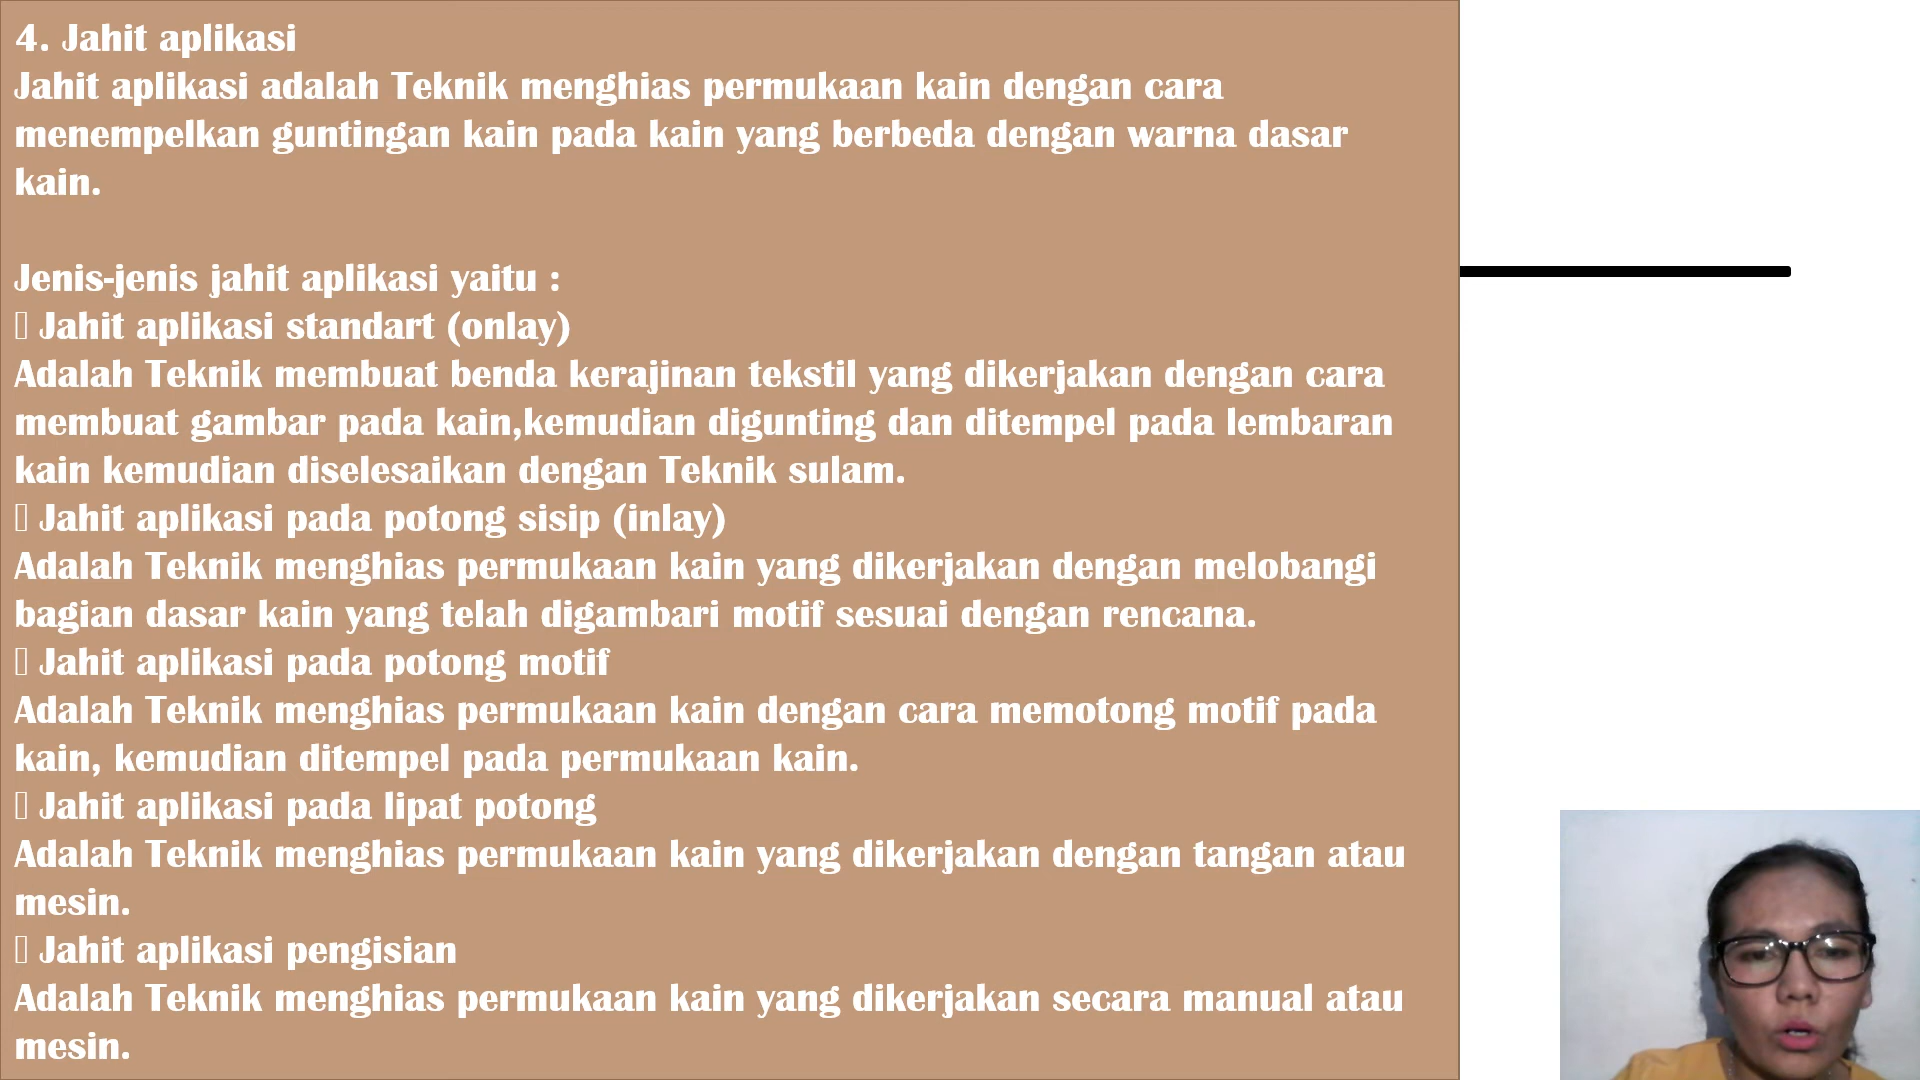 4. Jahit aplikasi
Jahit aplikasi adalah Teknik menghias permukaan kain dengan cara
menempelkan guntingan kain pada kain yang berbeda dengan warna dasar
kain.
Jenis-jenis jahit aplikasi yaitu :
Jahit aplikasi standart (onlay)
Adalah Teknik membuat benda kerajinan tekstil yang dikerjakan dengan cara
membuat gambar pada kain,kemudian digunting dan ditempel pada lembaran
kain kemudian diselesaikan dengan Teknik sulam.
Jahit aplikasi pada potong sisip (inlay)
Adalah Teknik menghias permukaan kain yang dikerjakan dengan melobangi
bagian dasar kain yang telah digambari motif sesuai dengan rencana.
Jahit aplikasi pada potong motif
Adalah Teknik menghias permukaan kain dengan cara memotong motif pada
kain, kemudian ditempel pada permukaan kain.
Jahit aplikasi pada lipat potong
Adalah Teknik menghias permukaan kain yang dikerjakan dengan tangan atau
mesin.
Jahit aplikasi pengisian
Adalah Teknik menghias permukaan kain yang dikerjakan secara manual atau
mesin.